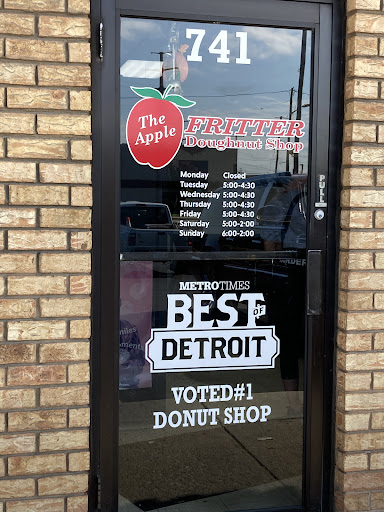 741
The Apple
FRITTER
Doughnut Shop
Monday Closed
Tuesday 5:00-4:30
Wednesday 5:00-4:30
Thursday 5:00-4:30
Friday 5:00-4:30
Saturday 5:00-2:00
Sunday 6:00-2:00
PULL
METROTIMES
BEST OF
DETROIT
VOTED#1
DONUT SHOP